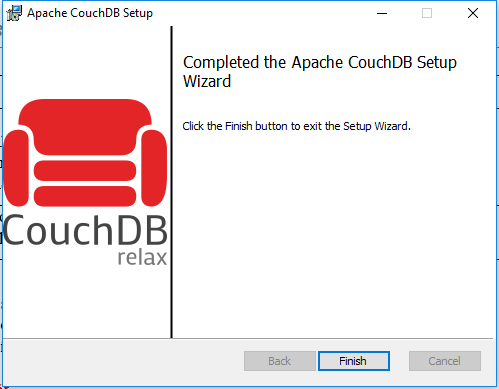 Apache CouchDB Setup
Completed the Apache CouchDB Setup
Wizard
Click the Finish button to exit the Setup Wizard.
CouchDB
relax
Back
Finish
Cancel